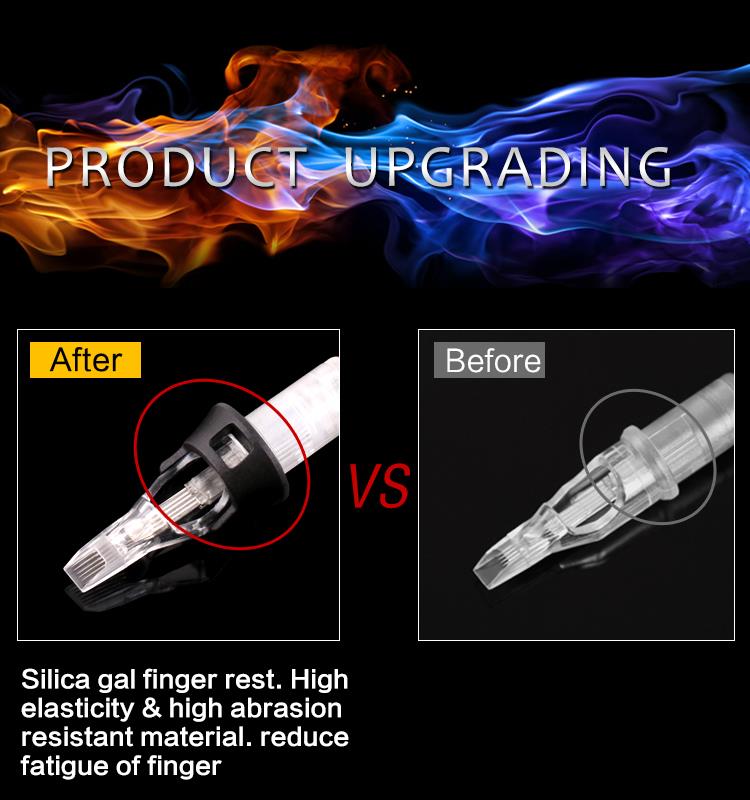 PRODUCT UPGRADING
After
Before
VS
Silica gal finger rest. High
elasticity & high abrasion
resistant material. reduce
fatigue of finger